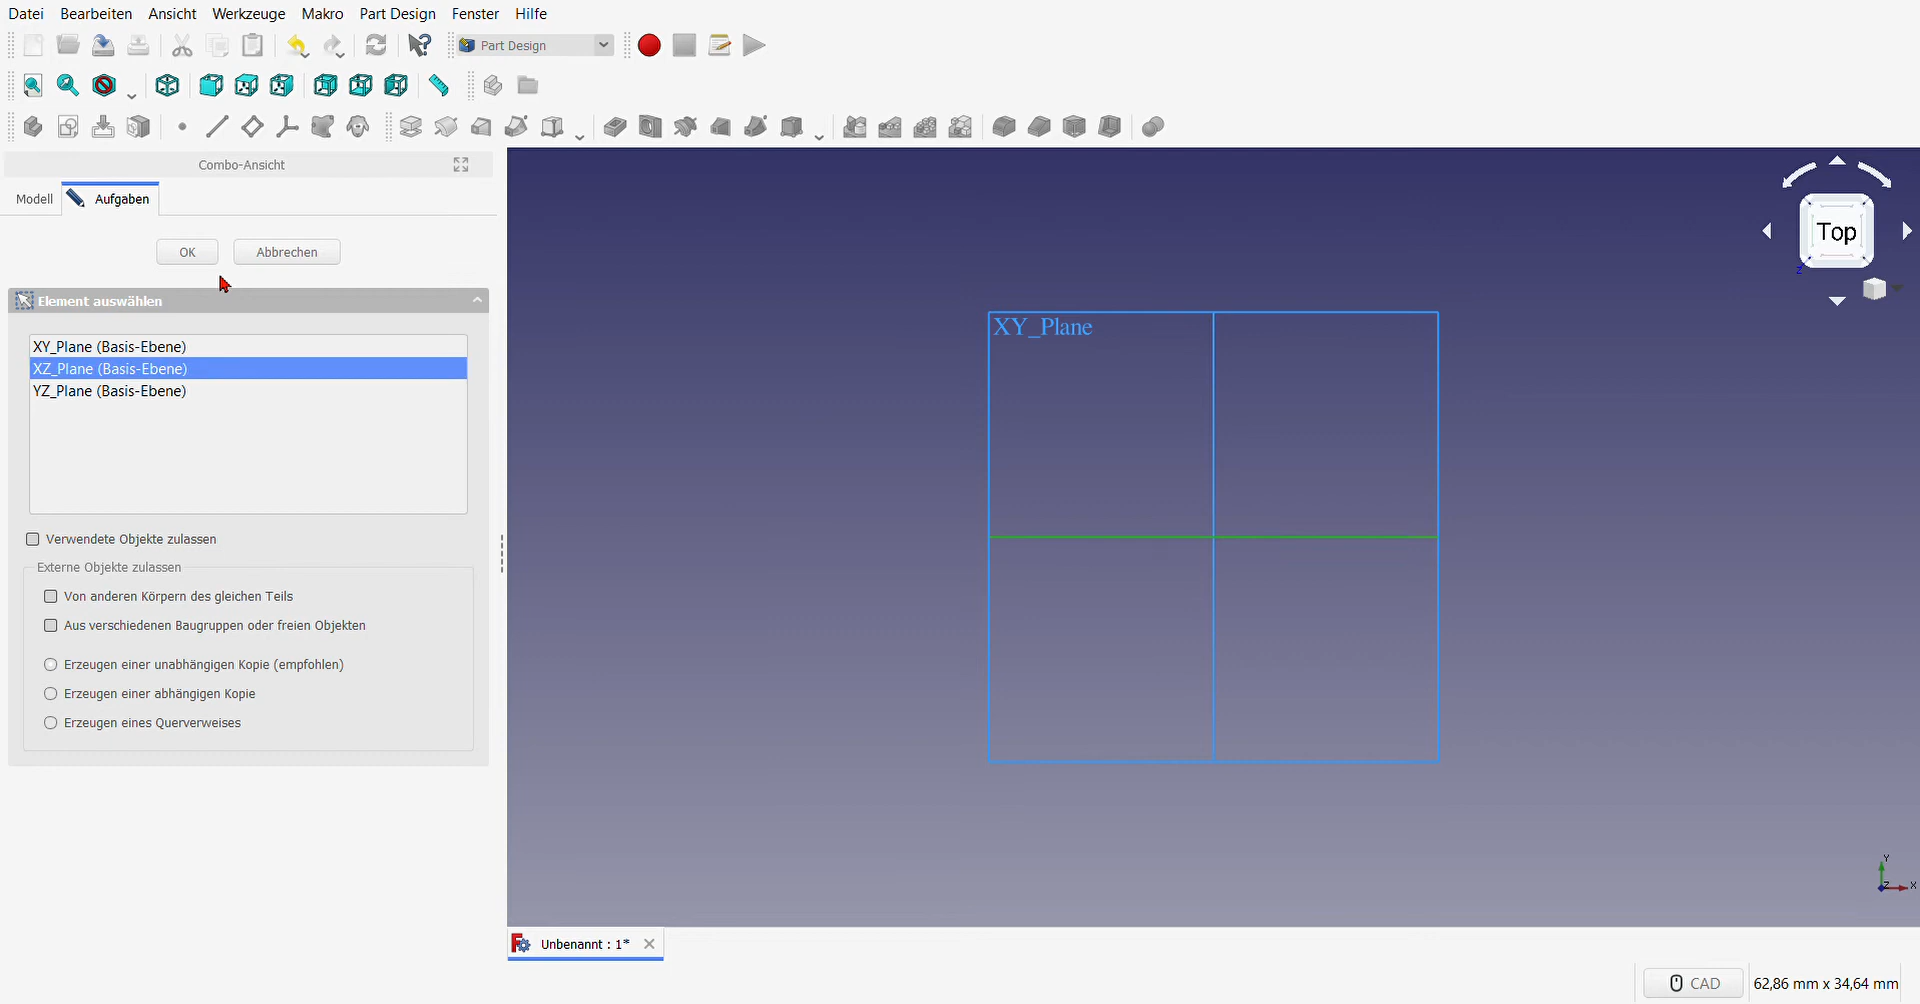 Datei Bearbeiten Ansicht Werkzeuge Makro Part Design Fenster Hilfe
Part Design
Combo-Ansicht
Modell Aufgaben
OK Abbrechen
Element auswählen
XY_Plane (Basis-Ebene)
XZ_Plane (Basis-Ebene)
YZ_Plane (Basis-Ebene)
Verwendete Objekte zulassen
Externe Objekte zulassen
Von anderen Körpern des gleichen Teils
Aus verschiedenen Baugruppen oder freien Objekten
Erzeugen einer unabhängigen Kopie (empfohlen)
Erzeugen einer abhängigen Kopie
Erzeugen eines Querverweises
XY_Plane
Top
Z
Y
Z X
Unbenannt : 1*
CAD 62,86 mm x 34,64 mm